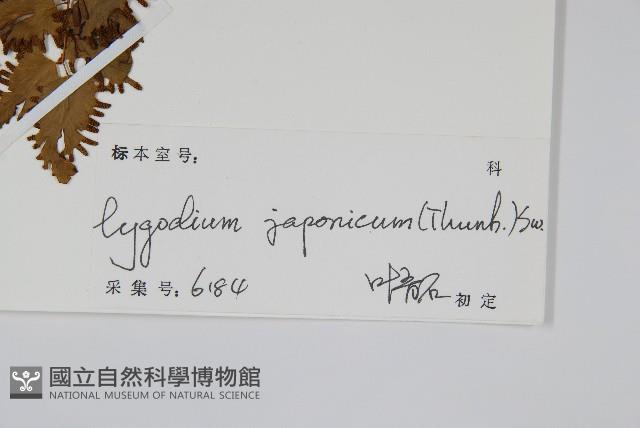 标本室号:
科
Lygodium japonicum (Thunb.) Sw.
采集号: 6184
初定
國立自然科學博物館
NATIONAL MUSEUM OF NATURAL SCIENCE